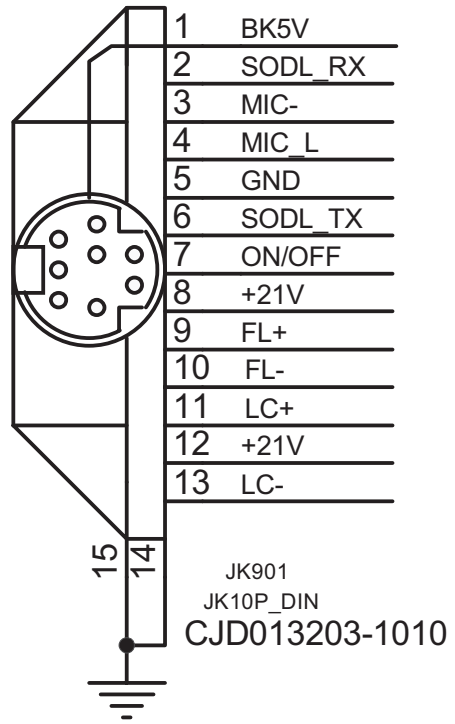 1 BK5V
2 SODL_RX
3 MIC-
4 MIC_L
5 GND
6 SODL_TX
7 ON/OFF
8 +21V
9 FL+
10 FL-
11 LC+
12 +21V
13 LC-
15 14
JK901
JK10P_DIN
CJD013203-1010